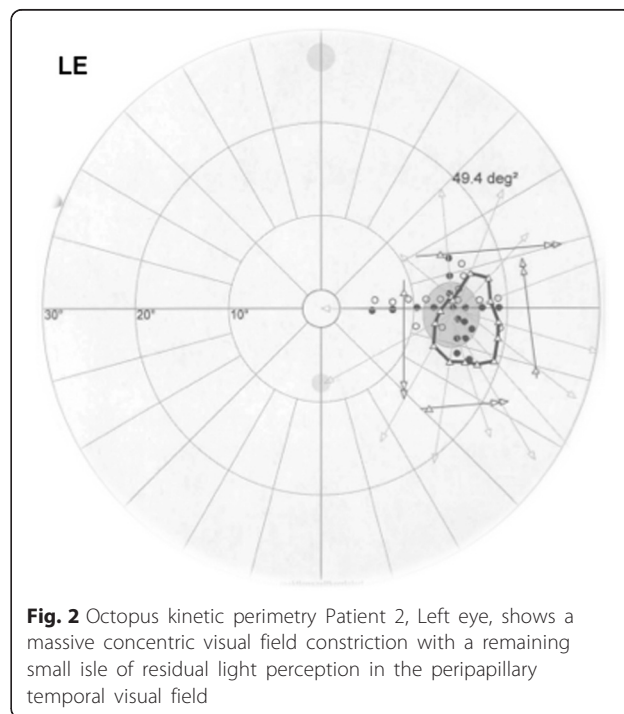 LE
49.4 deg²
30° 20° 10°
Fig. 2 Octopus kinetic perimetry Patient 2, Left eye, shows a
massive concentric visual field constriction with a remaining
small isle of residual light perception in the peripapillary
temporal visual field